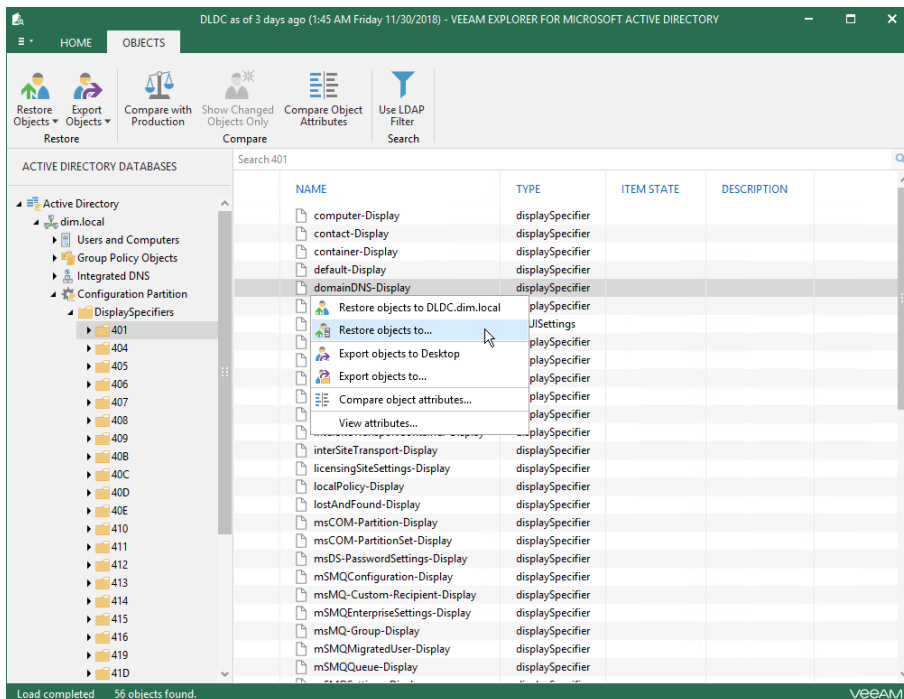 DLDC as of 3 days ago (1:45 AM Friday 11/30/2018) - VEEAM EXPLORER FOR MICROSOFT ACTIVE DIRECTORY
HOME OBJECTS
Restore Objects
Export Objects
Compare with Production
Show Changed Objects Only
Compare Object Attributes
Use LDAP Filter
Restore Compare Search
ACTIVE DIRECTORY DATABASES
Active Directory
dim.local
Users and Computers
Group Policy Objects
Integrated DNS
Configuration Partition
DisplaySpecifiers
401
404
405
406
407
408
409
40B
40C
40D
40E
410
411
412
413
414
415
416
419
41D
Search 401
NAME TYPE ITEM STATE DESCRIPTION
computer-Display displaySpecifier
contact-Display displaySpecifier
container-Display displaySpecifier
default-Display displaySpecifier
domainDNS-Display displaySpecifier
Restore objects to DLDC.dim.local
Restore objects to...
Export objects to Desktop
Export objects to...
Compare object attributes...
View attributes...
interSiteTransport-Display displaySpecifier
licensingSiteSettings-Display displaySpecifier
localPolicy-Display displaySpecifier
lostAndFound-Display displaySpecifier
msCOM-Partition-Display displaySpecifier
msCOM-PartitionSet-Display displaySpecifier
msDS-PasswordSettings-Display displaySpecifier
mSMQConfiguration-Display displaySpecifier
msMQ-Custom-Recipient-Display displaySpecifier
mSMQEnterpriseSettings-Display displaySpecifier
msMQ-Group-Display displaySpecifier
mSMQMigratedUser-Display displaySpecifier
mSMQQueue-Display displaySpecifier
Load completed 56 objects found.
VEEAM